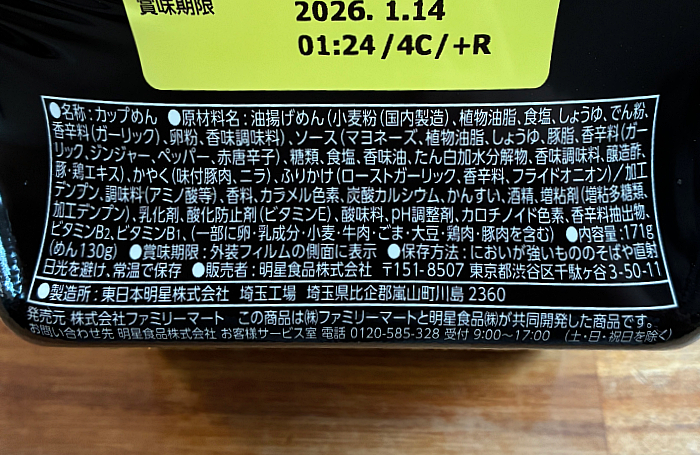 賞味期限
2026. 1.14
01:24/4C/+R
●名称:カップめん ●原材料名:油揚げめん(小麦粉(国内製造)、植物油脂、食塩、しょうゆ、でん粉、
香辛料(ガーリック)、卵粉、香味調味料)、ソース(マヨネーズ、植物油脂、しょうゆ、豚脂、香辛料(ガー
リック、ジンジャー、ペッパー、赤唐辛子)、糖類、食塩、香味油、たん白加水分解物、香味調味料、醸造酢、
豚・鶏エキス)、かやく(味付豚肉、ニラ)、ふりかけ(ローストガーリック、香辛料、フライドオニオン)/加工
デンプン、調味料(アミノ酸等)、香料、カラメル色素、炭酸カルシウム、かんすい、酒精、増粘剤(増粘多糖類、
加工デンプン)、乳化剤、酸化防止剤(ビタミンE)、酸味料、pH調整剤、カロチノイド色素、香辛料抽出物、
ビタミンB2、ビタミンB1、(一部に卵・乳成分・小麦・牛肉・ごま・大豆・鶏肉・豚肉を含む) ●内容量:171g
(めん130g) ●賞味期限:外装フィルムの側面に表示 ●保存方法:においが強いもののそばや直射
日光を避け、常温で保存 ●販売者:明星食品株式会社 〒151-8507 東京都渋谷区千駄ヶ谷3-50-11
●製造所:東日本明星株式会社 埼玉工場 埼玉県比企郡嵐山町川島 2360
発売元 株式会社ファミリーマート この商品は㈱ファミリーマートと明星食品㈱が共同開発した商品です。
お問い合わせ先 明星食品株式会社 お客様サービス室 電話 0120-585-328 受付 9:00〜17:00 (土・日・祝日を除く)